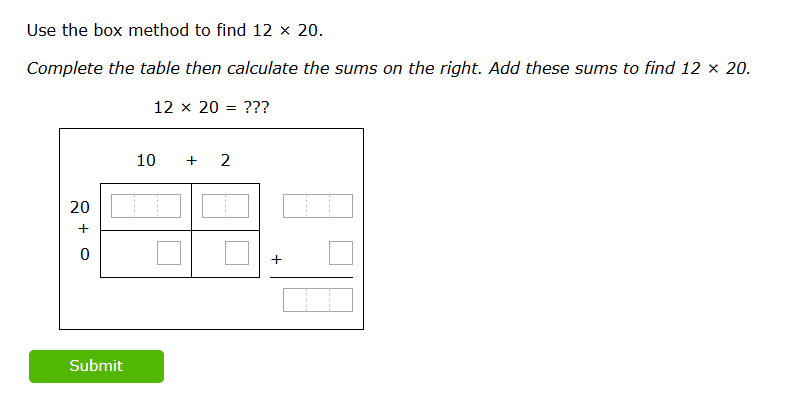 Use the box method to find 12 × 20.
Complete the table then calculate the sums on the right. Add these sums to find 12 × 20.
12 × 20 = ???
10 + 2
20
+
0
+
Submit